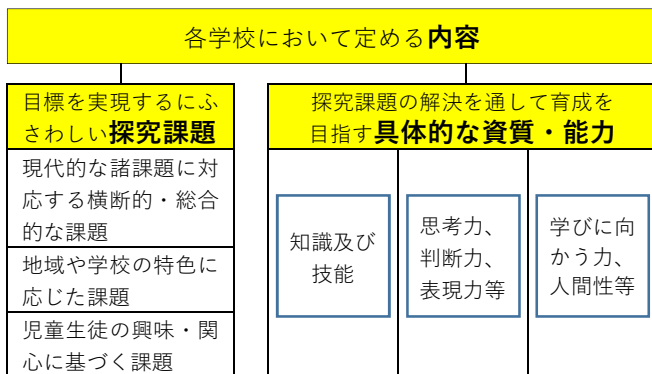 各学校において定める内容
目標を実現するにふ
さわしい探究課題
現代的な諸課題に対
応する横断的・総合
的な課題
地域や学校の特色に
応じた課題
児童生徒の興味・関
心に基づく課題
探究課題の解決を通して育成を
目指す具体的な資質・能力
知識及び
技能
思考力、
判断力、
表現力等
学びに向
かう力、
人間性等